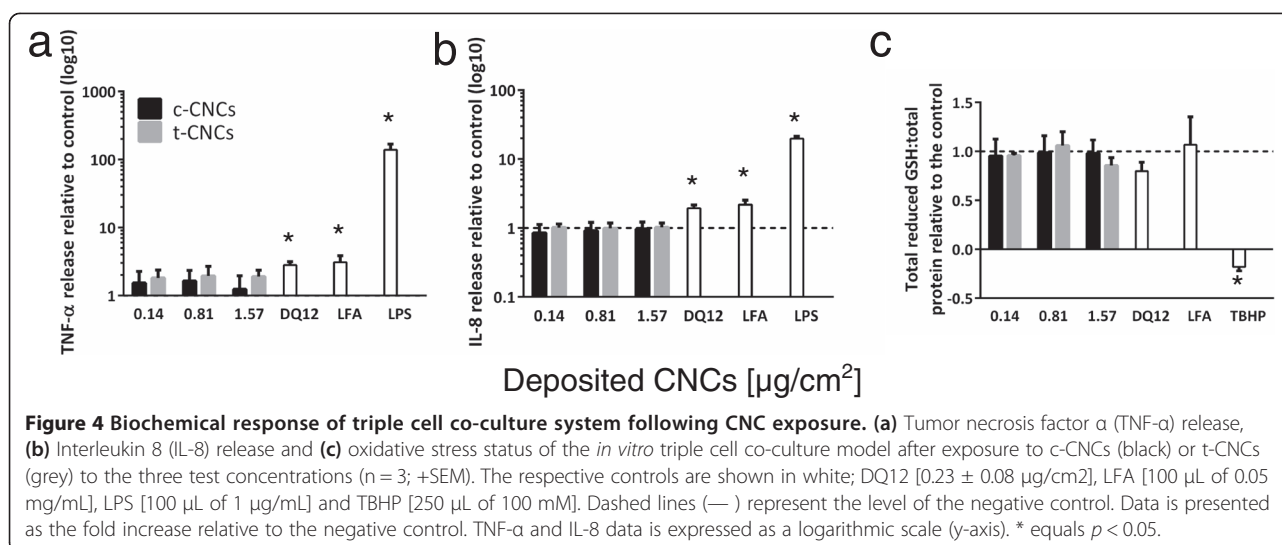 a
b
c
TNF-α release relative to control (log10)
1000
100
10
1
c-CNCs
t-CNCs
*
*
*
0.14 0.81 1.57 DQ12 LFA LPS
IL-8 release relative to control (log10)
100
10
1
0.1
*
*
*
0.14 0.81 1.57 DQ12 LFA LPS
Total reduced GSH:total
protein relative to the control
1.5
1.0
0.5
0.0
-0.5
*
0.14 0.81 1.57 DQ12 LFA TBHP
Deposited CNCs [µg/cm²]
Figure 4 Biochemical response of triple cell co-culture system following CNC exposure. (a) Tumor necrosis factor α (TNF-α) release,
(b) Interleukin 8 (IL-8) release and (c) oxidative stress status of the in vitro triple cell co-culture model after exposure to c-CNCs (black) or t-CNCs
(grey) to the three test concentrations (n = 3; +SEM). The respective controls are shown in white; DQ12 [0.23 ± 0.08 μg/cm2], LFA [100 μL of 0.05
mg/mL], LPS [100 μL of 1 μg/mL] and TBHP [250 μL of 100 mM]. Dashed lines (— ) represent the level of the negative control. Data is presented
as the fold increase relative to the negative control. TNF-α and IL-8 data is expressed as a logarithmic scale (y-axis). * equals p < 0.05.